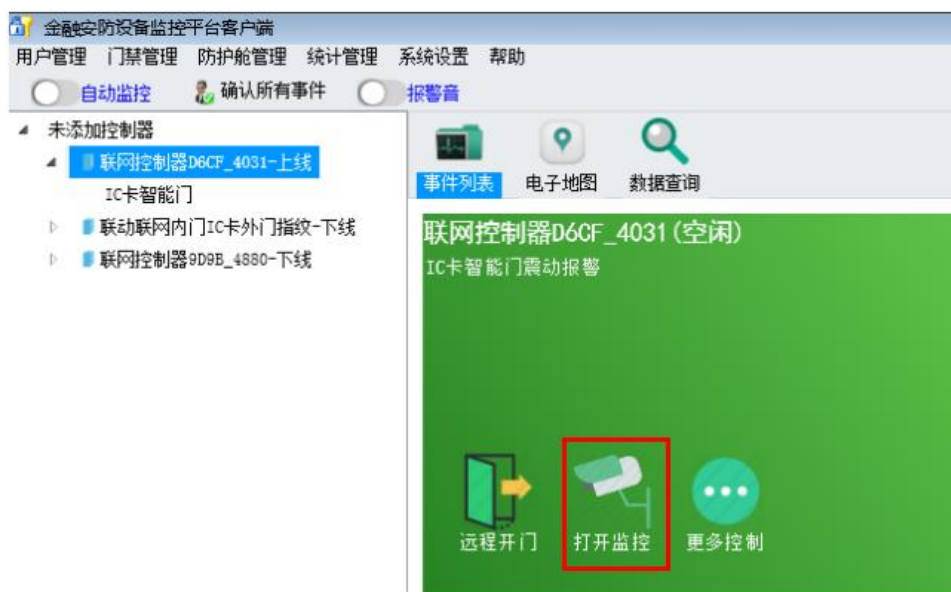 金融安防设备监控平台客户端
用户管理 门禁管理 防护舱管理 统计管理 系统设置 帮助
自动监控 确认所有事件 报警音
未添加控制器
联网控制器D6CF_4031-上线
IC卡智能门
联动联网内门IC卡外门指纹-下线
联网控制器9D9B_4880-下线
事件列表 电子地图 数据查询
联网控制器D6CF_4031(空闲)
IC卡智能门震动报警
远程开门 打开监控 更多控制